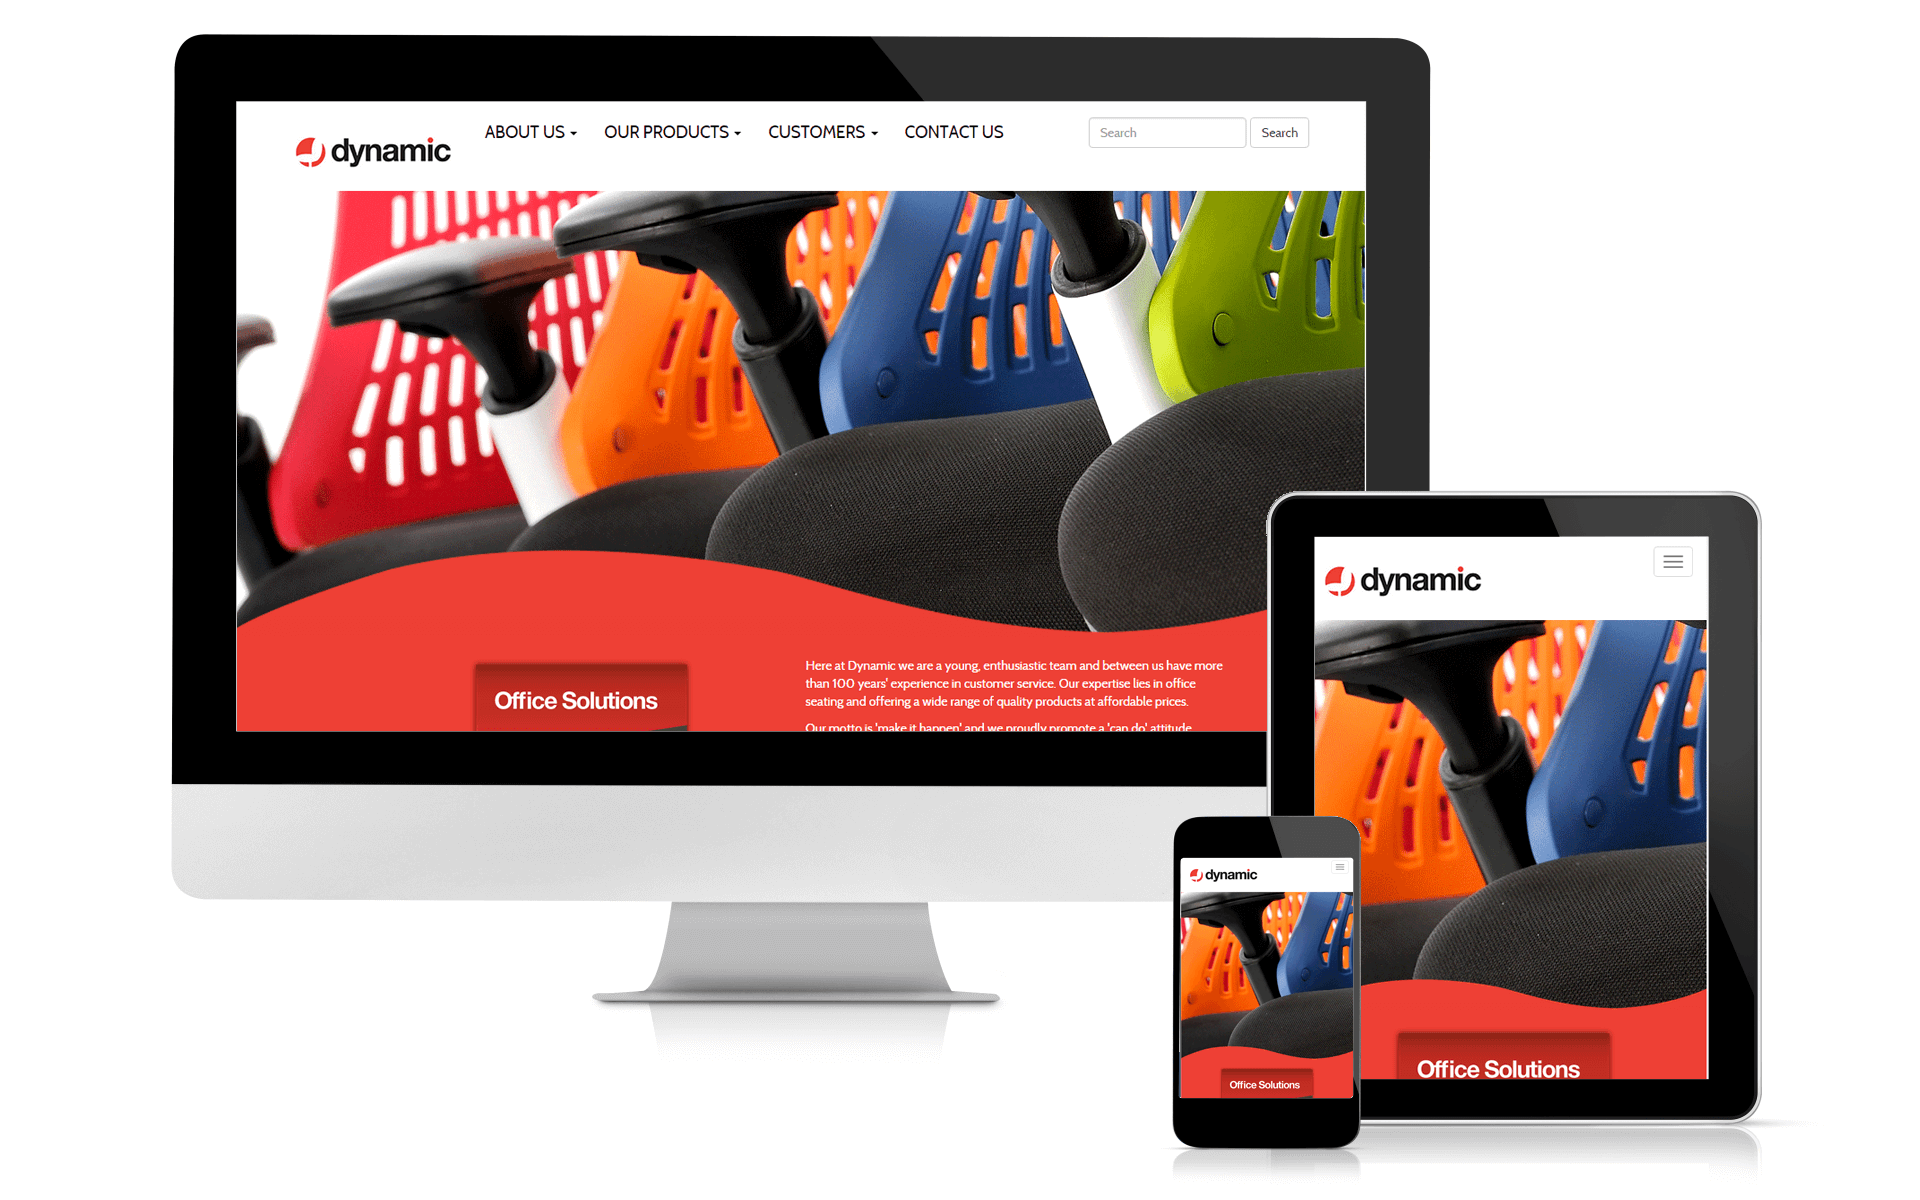 dynamic
ABOUT US
OUR PRODUCTS
CUSTOMERS
CONTACT US
Search
Search
Here at Dynamic we are a young, enthusiastic team and between us have more
than 100 years' experience in customer service. Our expertise lies in office
seating and offering a wide range of quality products at affordable prices.
Our motto is 'make it happen' and we proudly promote a 'can do' attitude
Office Solutions
dynamic
Office Solutions
dynamic
Office Solutions